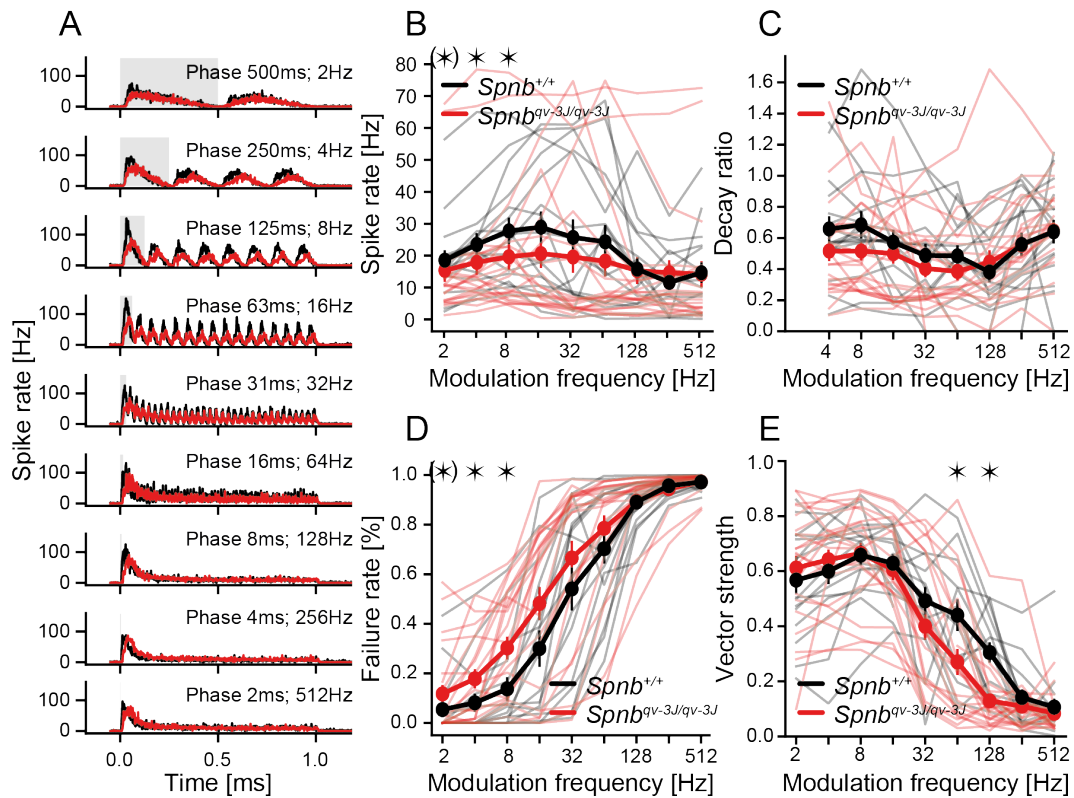 A
Spike rate [Hz]
Phase 500ms; 2Hz
100
0
Phase 250ms; 4Hz
100
0
Phase 125ms; 8Hz
100
0
Phase 63ms; 16Hz
100
0
Phase 31ms; 32Hz
100
0
Phase 16ms; 64Hz
100
0
Phase 8ms; 128Hz
100
0
Phase 4ms; 256Hz
100
0
Phase 2ms; 512Hz
100
0
0.0 0.5 1.0
Time [ms]
B
(✶) ✶ ✶
Spnb+/+
Spnbqv-3J/qv-3J
Spike rate [Hz]
80
70
60
50
40
30
20
10
0
2 8 32 128 512
Modulation frequency [Hz]
C
Spnb+/+
Spnbqv-3J/qv-3J
Decay ratio
1.6
1.4
1.2
1.0
0.8
0.6
0.4
0.2
0.0
4 8 32 128 512
Modulation frequency [Hz]
D
(✶) ✶ ✶
Failure rate [%]
1.0
0.8
0.6
0.4
0.2
0.0
Spnb+/+
Spnbqv-3J/qv-3J
2 8 32 128 512
Modulation frequency [Hz]
E
✶ ✶
Vector strength
1.0
0.8
0.6
0.4
0.2
0.0
Spnb+/+
Spnbqv-3J/qv-3J
2 8 32 128 512
Modulation frequency [Hz]